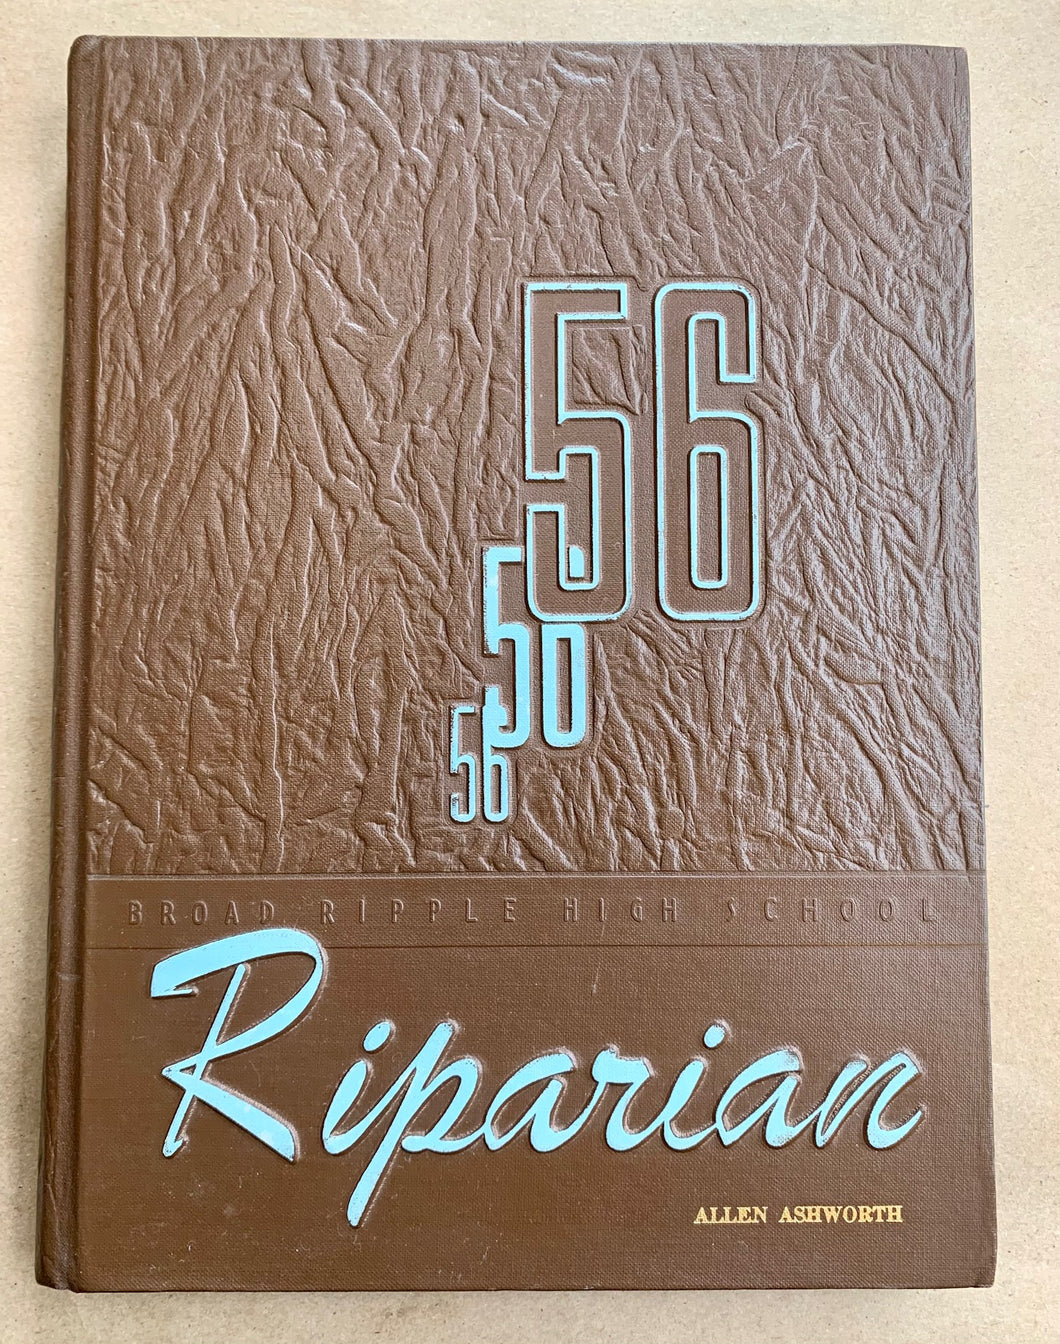 56
56
56
BROAD RIPPLE HIGH SCHOOL
Riparian
ALLEN ASHWORTH